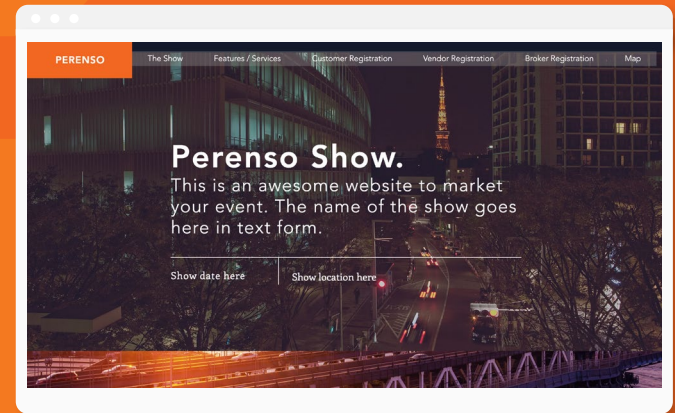 PERENSO The Show Features / Services Customer Registration Vendor Registration Broker Registration Map
Perenso Show.
This is an awesome website to market
your event. The name of the show goes
here in text form.
Show date here Show location here